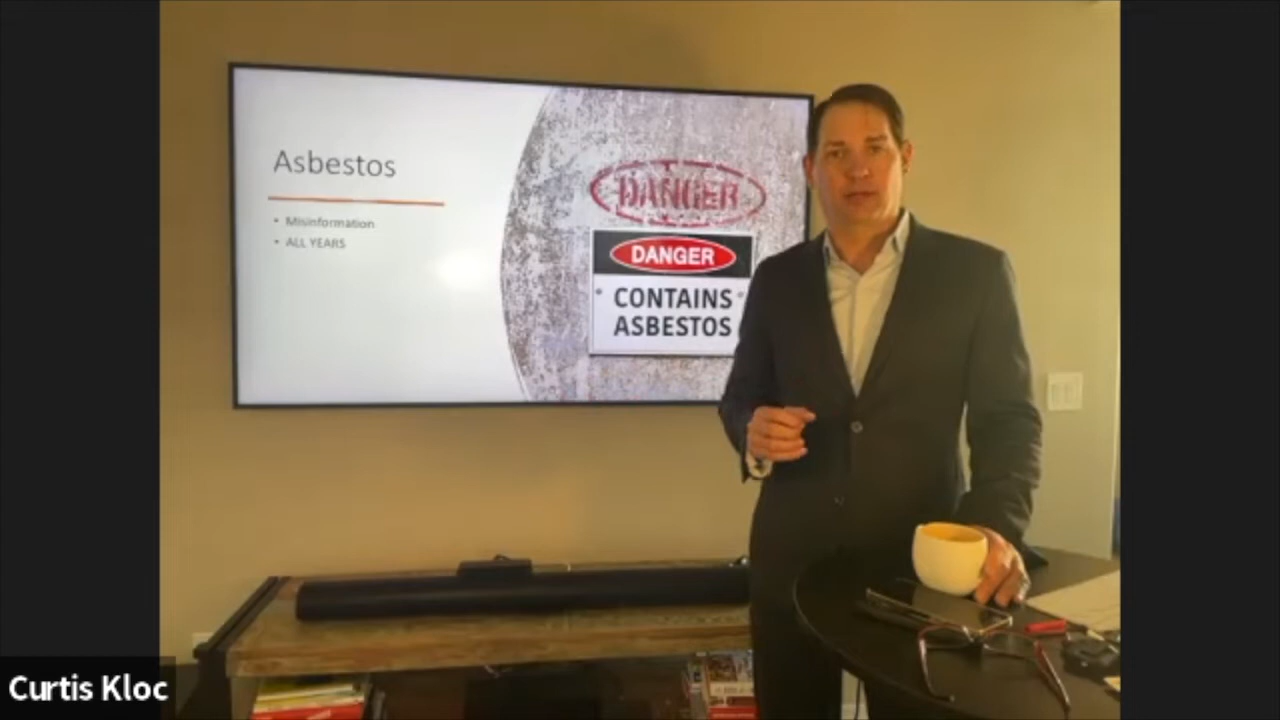 Asbestos
• Misinformation
• ALL YEARS
DANGER
DANGER
CONTAINS
ASBESTOS
Curtis Kloc